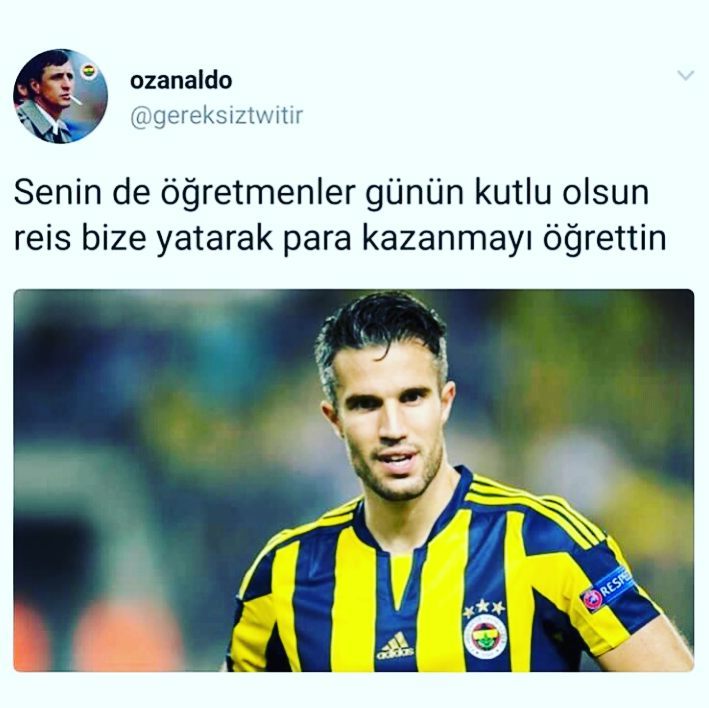 ozanaldo
@gereksiztwitir
Senin de öğretmenler günün kutlu olsun
reis bize yatarak para kazanmayı öğrettin
RESPE
adidas